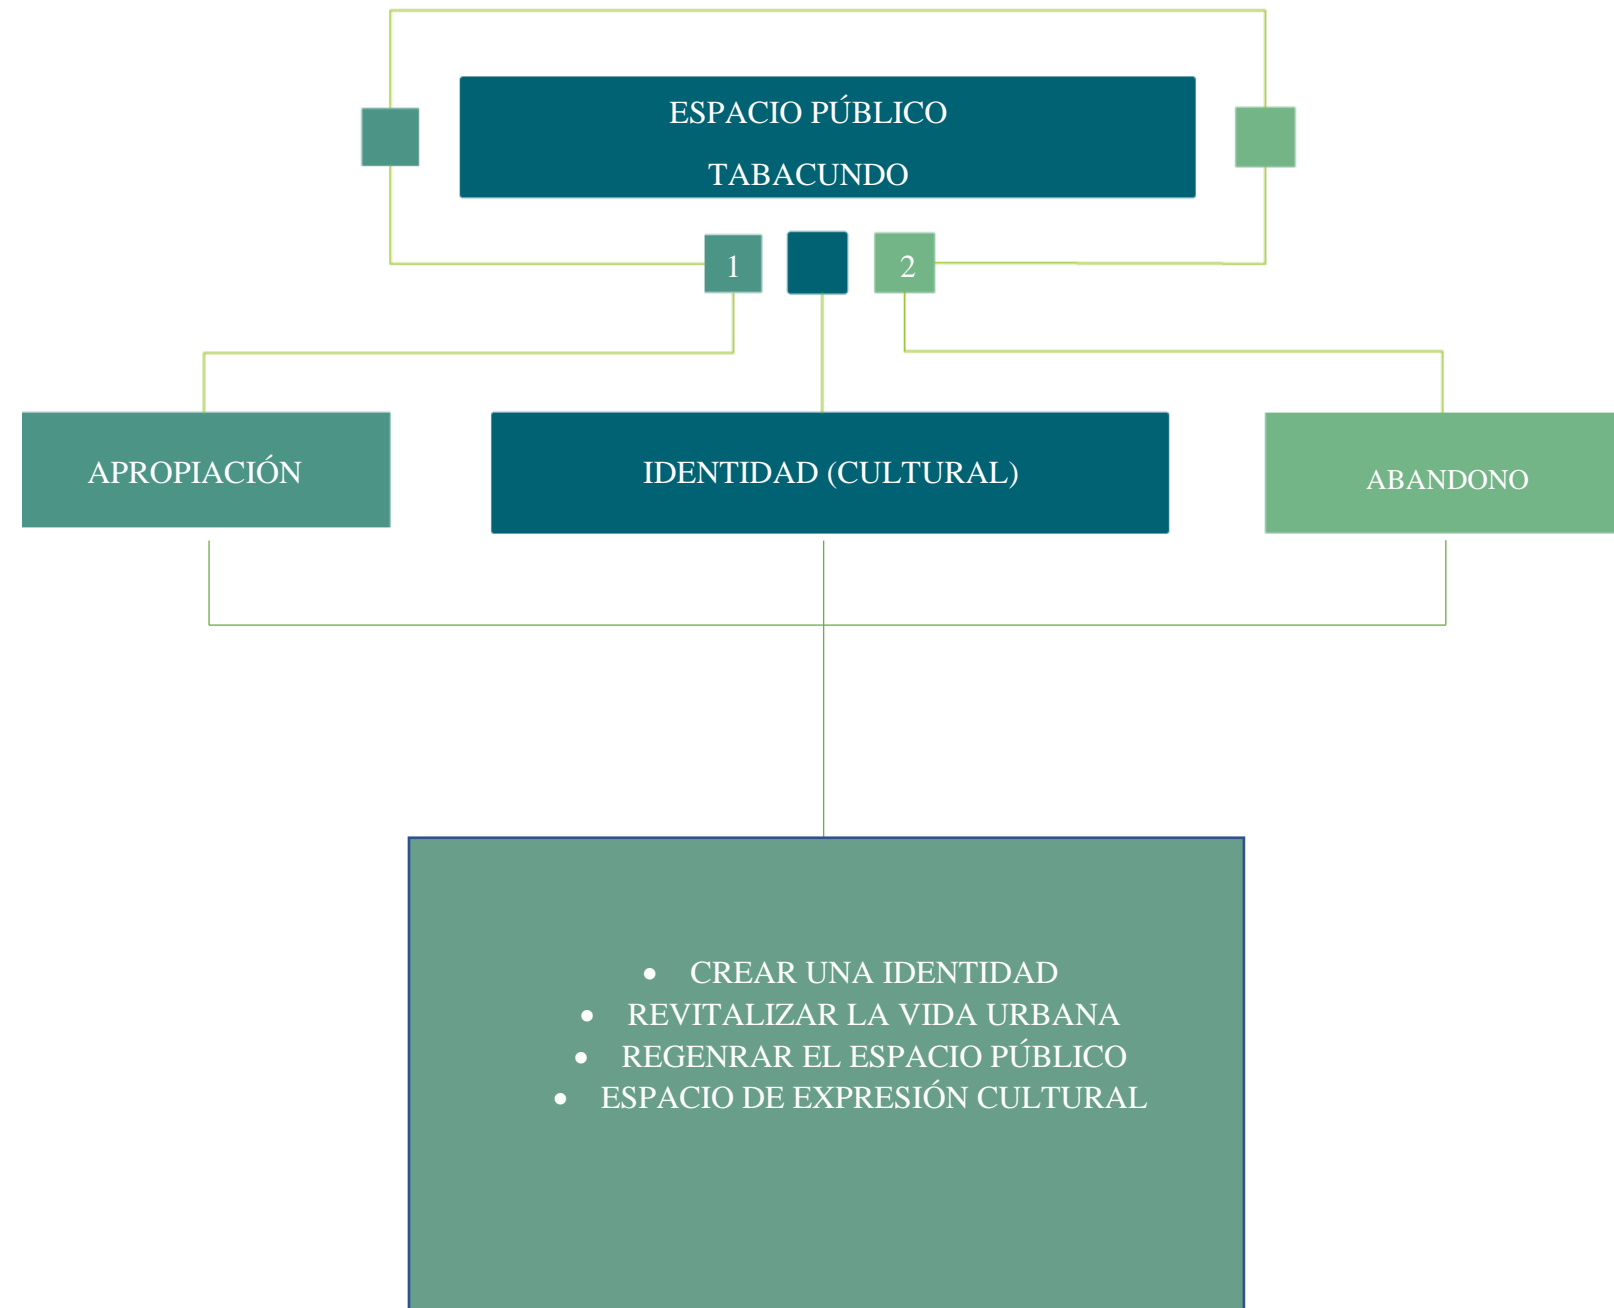 ESPACIO PÚBLICO
TABACUNDO
1
2
APROPIACIÓN
IDENTIDAD (CULTURAL)
ABANDONO
• CREAR UNA IDENTIDAD
• REVITALIZAR LA VIDA URBANA
• REGENRAR EL ESPACIO PÚBLICO
• ESPACIO DE EXPRESIÓN CULTURAL